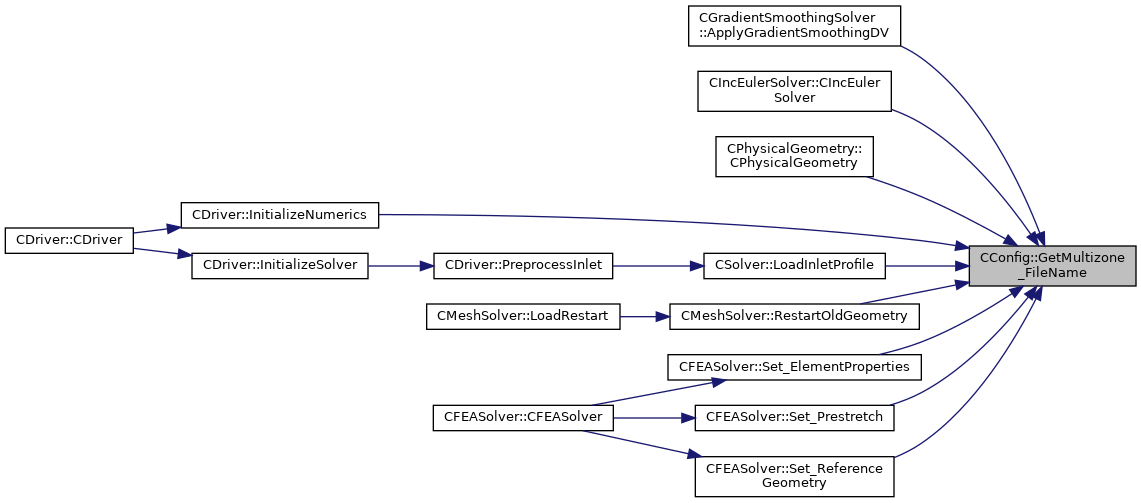 CGradientSmoothingSolver
::ApplyGradientSmoothingDV
CIncEulerSolver::CIncEuler
Solver
CPhysicalGeometry::
CPhysicalGeometry
CDriver::InitializeNumerics
CDriver::CDriver
CDriver::InitializeSolver
CDriver::PreprocessInlet
CSolver::LoadInletProfile
CConfig::GetMultizone
_FileName
CMeshSolver::LoadRestart
CMeshSolver::RestartOldGeometry
CFEASolver::Set_ElementProperties
CFEASolver::CFEASolver
CFEASolver::Set_Prestretch
CFEASolver::Set_Reference
Geometry